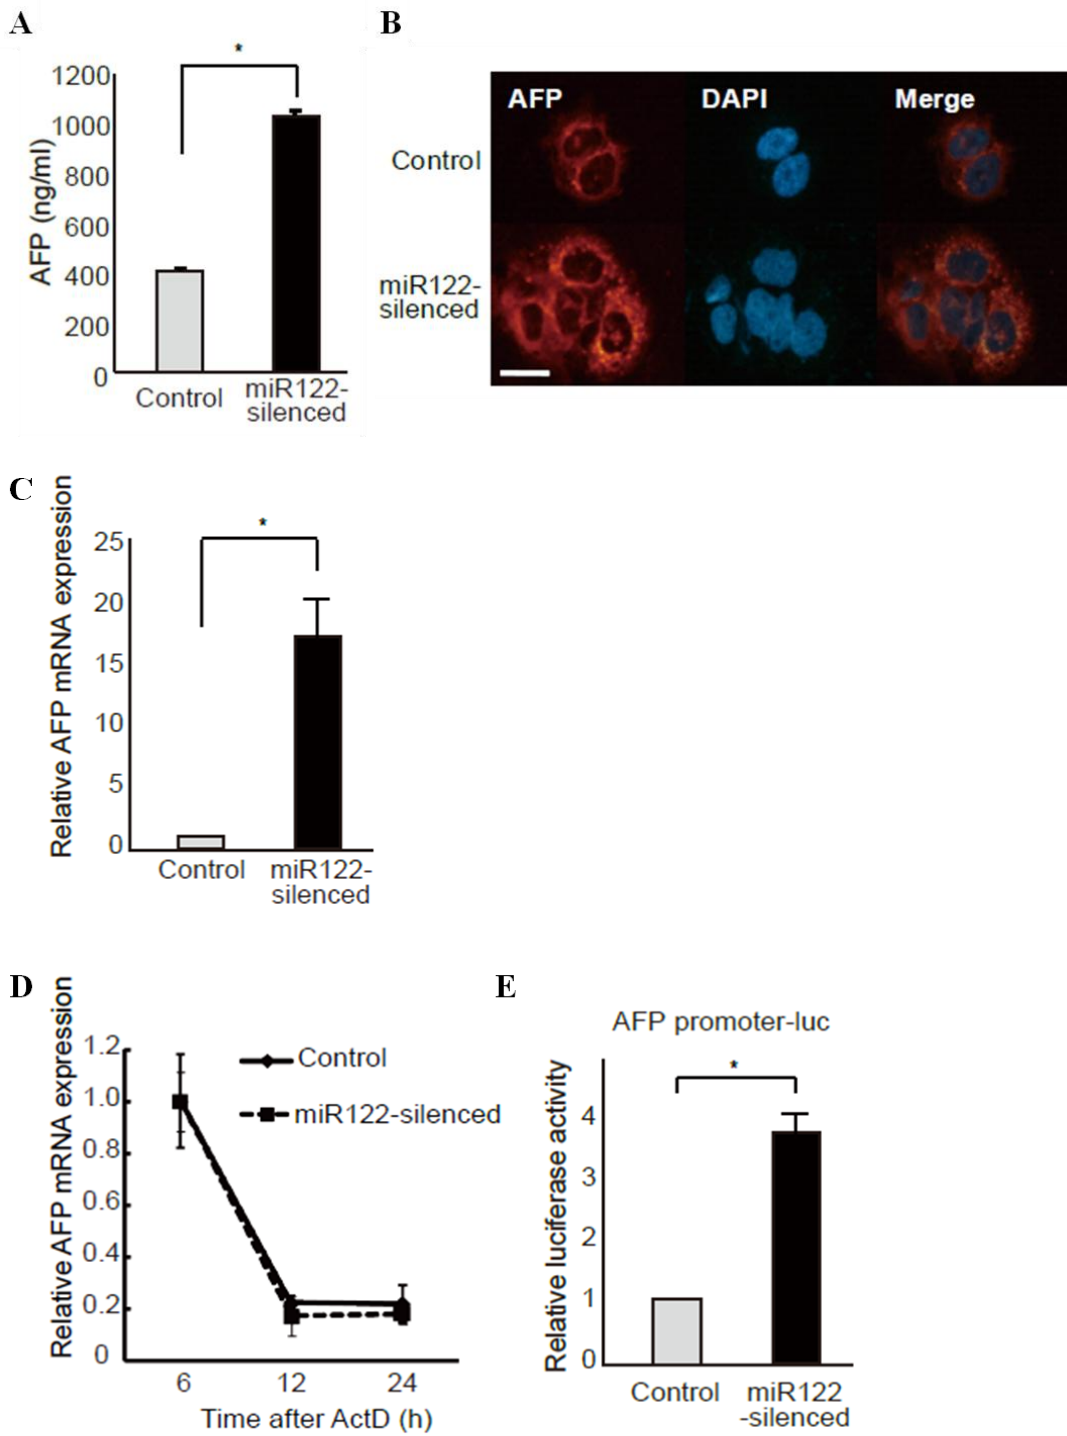 A
*
AFP (ng/ml)
1200
1000
800
600
400
200
0
Control
miR122-
silenced
B
AFP DAPI Merge
Control
miR122-
silenced
C
*
Relative AFP mRNA expression
25
20
15
10
5
0
Control
miR122-
silenced
D
Relative AFP mRNA expression
1.2
1.0
0.8
0.6
0.4
0.2
0
Control
miR122-silenced
6 12 24
Time after ActD (h)
E
AFP promoter-luc
*
Relative luciferase activity
4
3
2
1
0
Control
miR122
-silenced